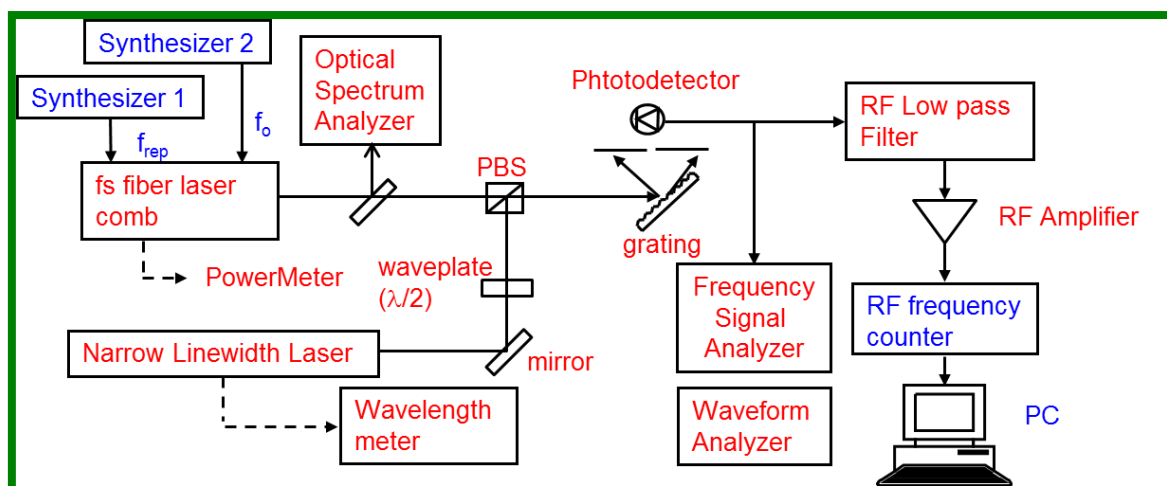 Synthesizer 2
Synthesizer 1
f_o
f_rep
fs fiber laser
comb
PowerMeter
Optical
Spectrum
Analyzer
PBS
waveplate
(λ/2)
Narrow Linewidth Laser
mirror
Wavelength
meter
Phtotodetector
grating
Frequency
Signal
Analyzer
Waveform
Analyzer
RF Low pass
Filter
RF Amplifier
RF frequency
counter
PC